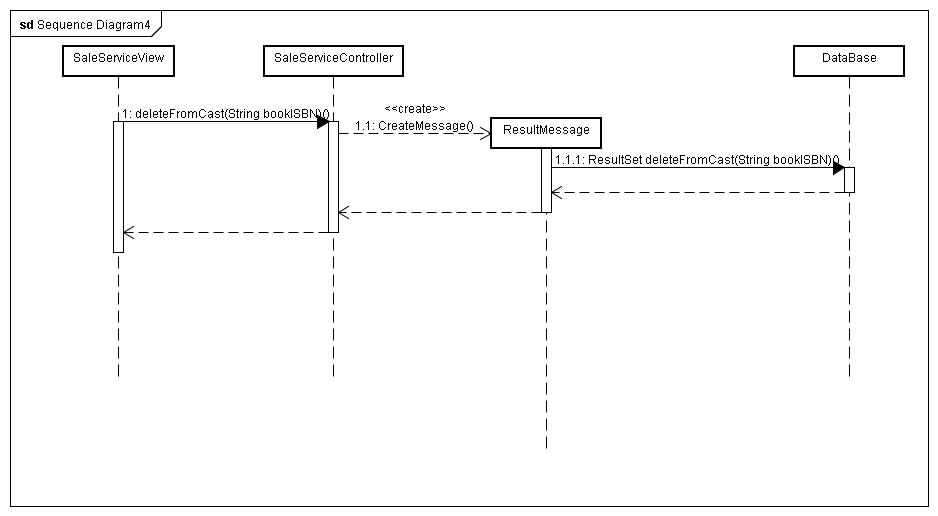 sd Sequence Diagram4
SaleServiceView
SaleServiceController
DataBase
<<create>>
1: deleteFromCast(String bookISBN)()
1.1: CreateMessage()
ResultMessage
1.1.1: ResultSet deleteFromCast(String bookISBN)()